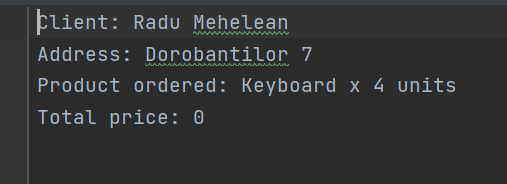 Client: Radu Mehelean
Address: Dorobantilor 7
Product ordered: Keyboard x 4 units
Total price: 0